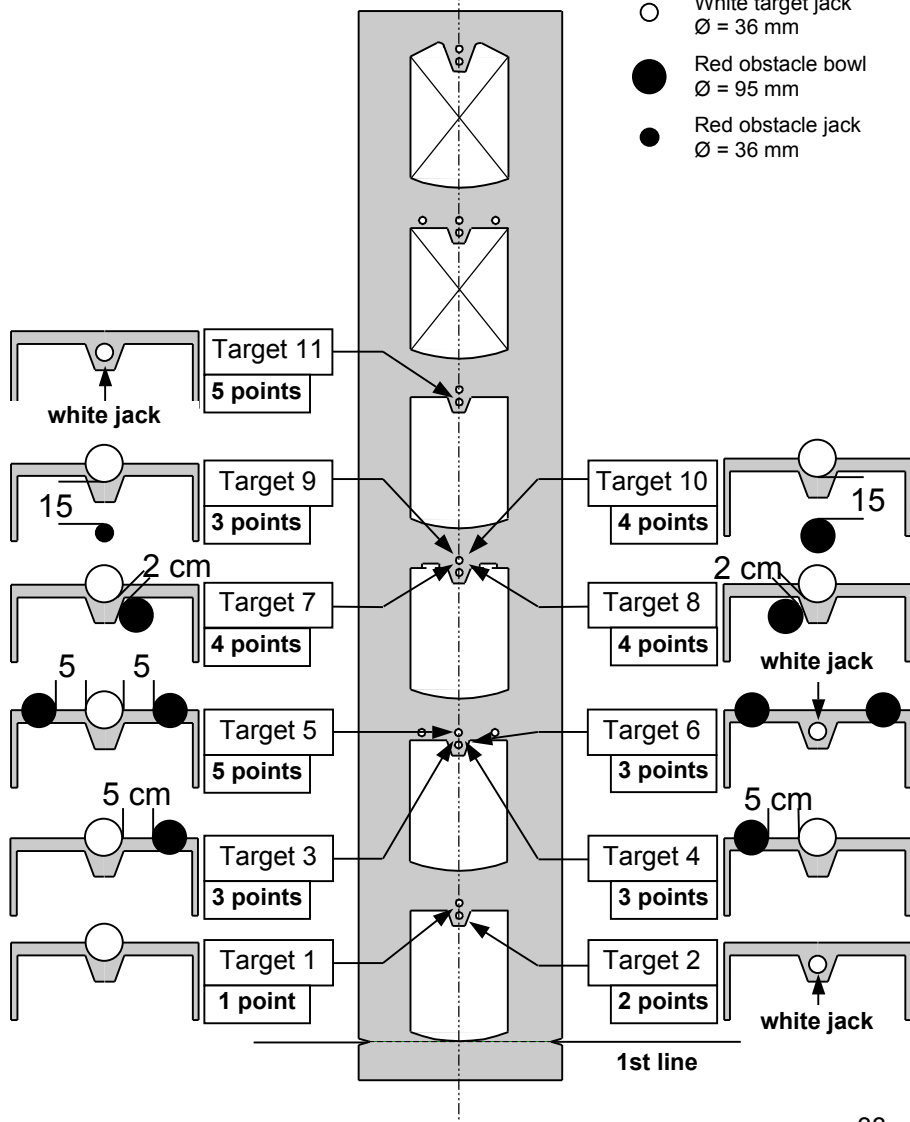 White target jack
Ø = 36 mm
Red obstacle bowl
Ø = 95 mm
Red obstacle jack
Ø = 36 mm
Target 11
5 points
white jack
Target 9
3 points
15
Target 10
4 points
15
2 cm
Target 7
4 points
2 cm
Target 8
4 points
white jack
5 5
Target 5
5 points
Target 6
3 points
5 cm
Target 3
3 points
5 cm
Target 4
3 points
Target 1
1 point
Target 2
2 points
white jack
1st line